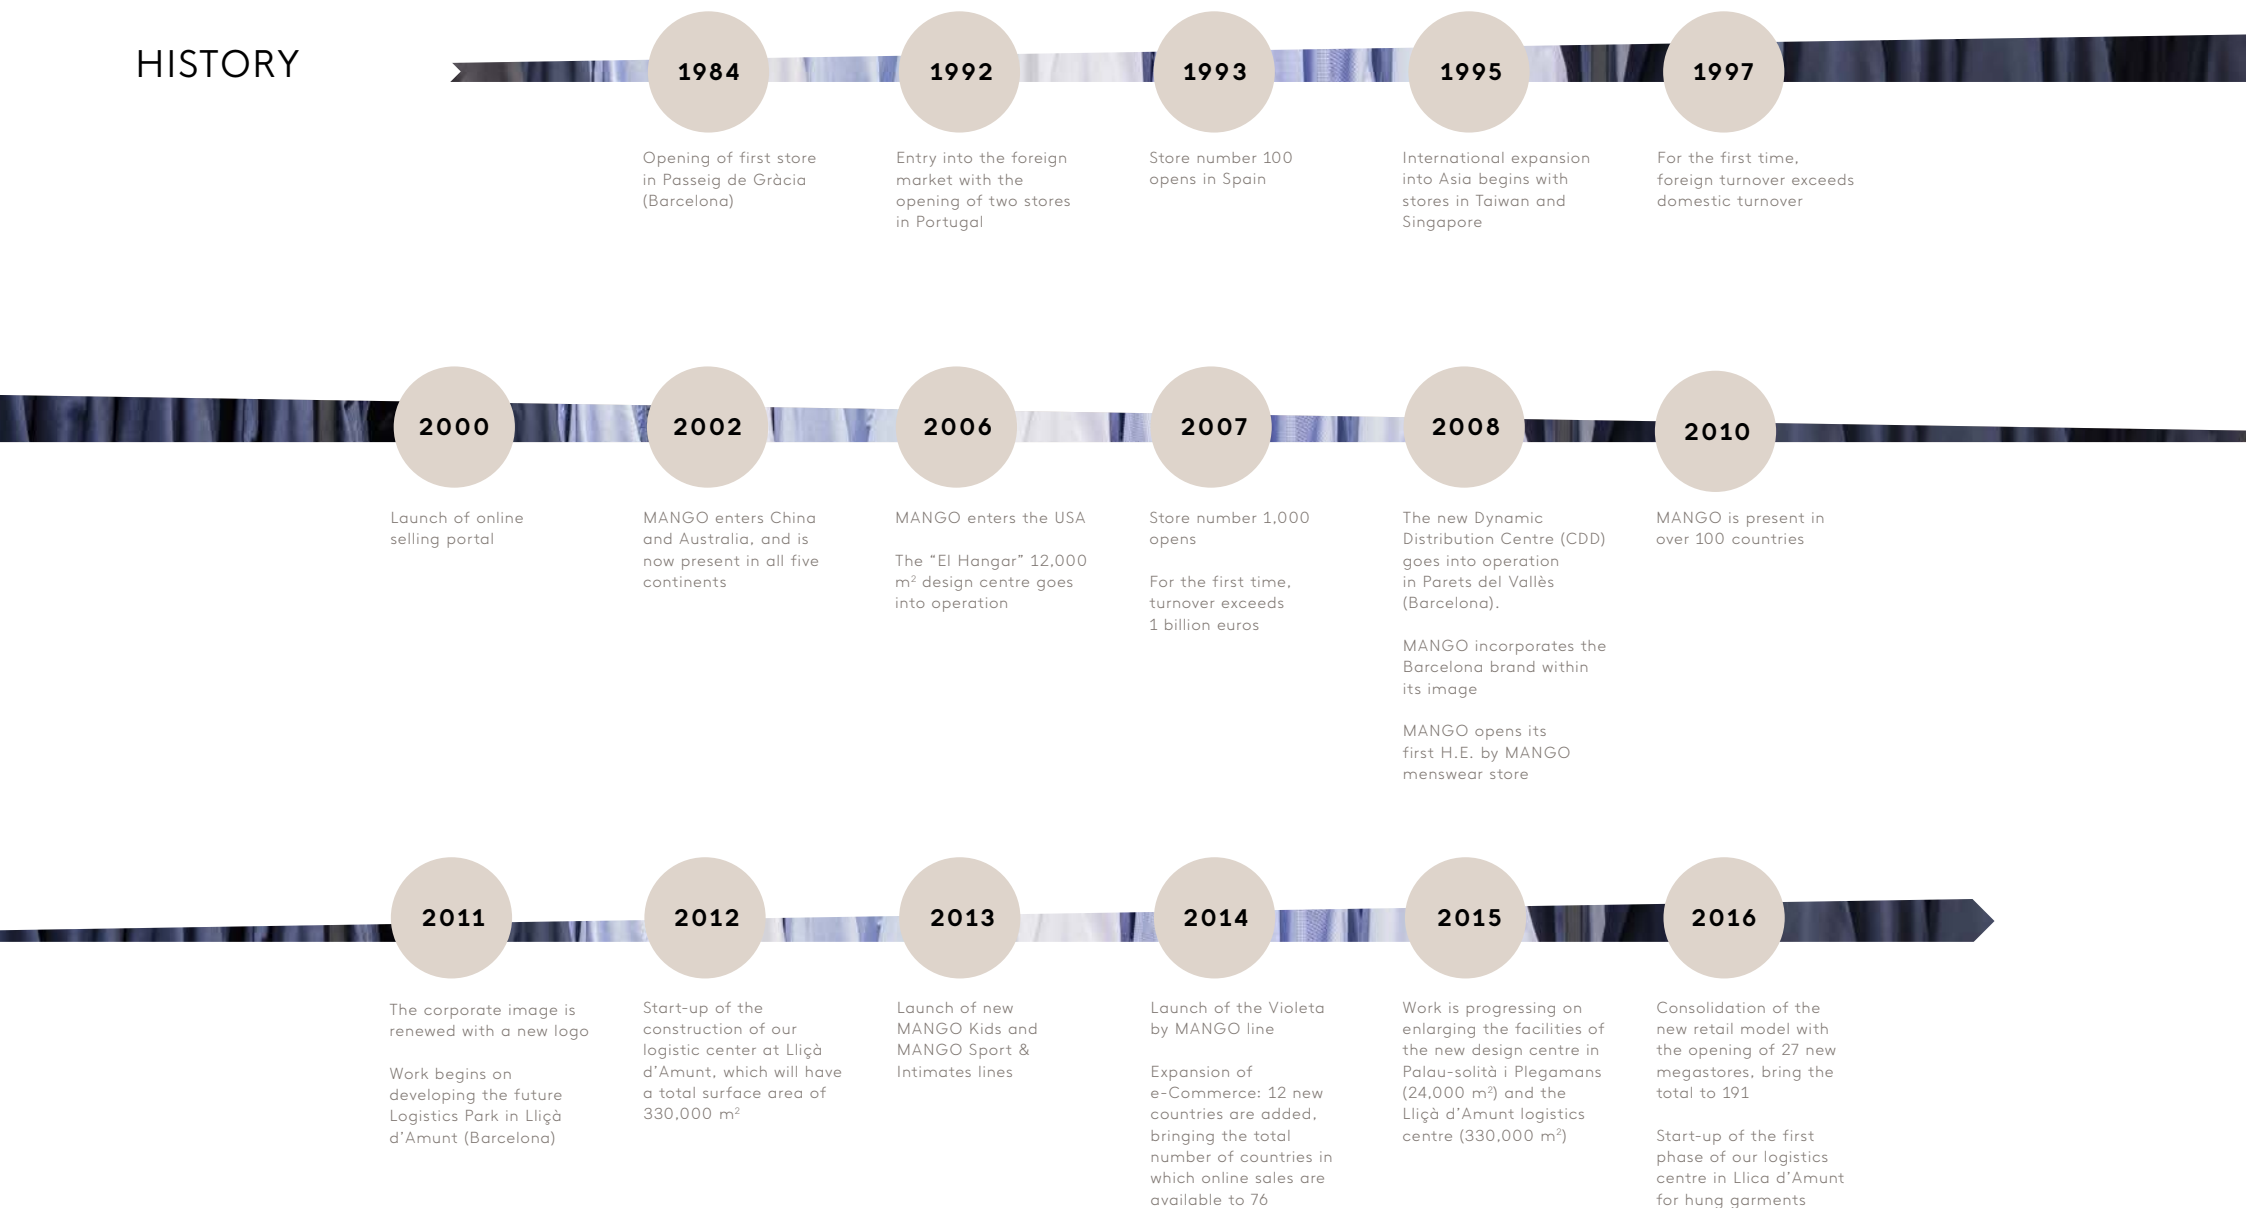 HISTORY
1984
1992
1993
1995
1997
Opening of first store
in Passeig de Gràcia
(Barcelona)
Entry into the foreign
market with the
opening of two stores
in Portugal
Store number 100
opens in Spain
International expansion
into Asia begins with
stores in Taiwan and
Singapore
For the first time,
foreign turnover exceeds
domestic turnover
2000
2002
2006
2007
2008
2010
Launch of online
selling portal
MANGO enters China
and Australia, and is
now present in all five
continents
MANGO enters the USA
The “El Hangar” 12,000
m² design centre goes
into operation
Store number 1,000
opens
For the first time,
turnover exceeds
1 billion euros
The new Dynamic
Distribution Centre (CDD)
goes into operation
in Parets del Vallès
(Barcelona).
MANGO incorporates the
Barcelona brand within
its image
MANGO opens its
first H.E. by MANGO
menswear store
MANGO is present in
over 100 countries
2011
2012
2013
2014
2015
2016
The corporate image is
renewed with a new logo
Work begins on
developing the future
Logistics Park in Lliçà
d’Amunt (Barcelona)
Start-up of the
construction of our
logistic center at Lliçà
d’Amunt, which will have
a total surface area of
330,000 m²
Launch of new
MANGO Kids and
MANGO Sport &
Intimates lines
Launch of the Violeta
by MANGO line
Expansion of
e-Commerce: 12 new
countries are added,
bringing the total
number of countries in
which online sales are
available to 76
Work is progressing on
enlarging the facilities of
the new design centre in
Palau-solità i Plegamans
(24,000 m²) and the
Lliçà d’Amunt logistics
centre (330,000 m²)
Consolidation of the
new retail model with
the opening of 27 new
megastores, bring the
total to 191
Start-up of the first
phase of our logistics
centre in Llica d’Amunt
for hung garments